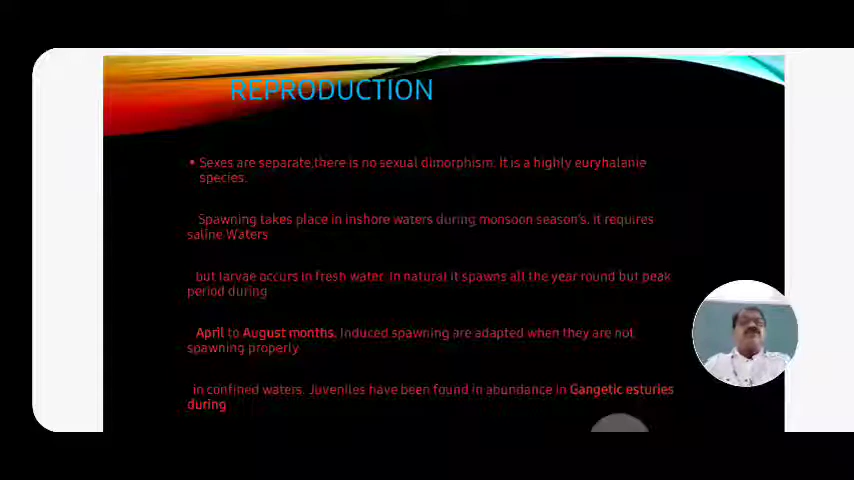 REPRODUCTION
• Sexes are separate,there is no sexual dimorphism. It is a highly euryhalanie
species.
Spawning takes place in inshore waters during monsoon season's. It requires
saline Waters
but larvae occurs in fresh water. In natural it spawns all the year round but peak
period during
April to August months. Induced spawning are adapted when they are not
spawning properly
in confined waters. Juveniles have been found in abundance in Gangetic esturies
during